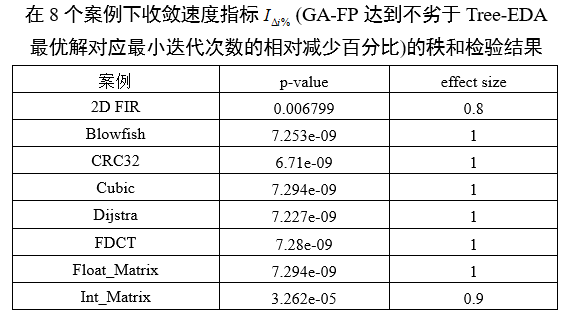 在 8 个案例下收敛速度指标 I_Δt% (GA-FP 达到不劣于 Tree-EDA
最优解对应最小迭代次数的相对减少百分比)的秩和检验结果
案例 p-value effect size
2D FIR 0.006799 0.8
Blowfish 7.253e-09 1
CRC32 6.71e-09 1
Cubic 7.294e-09 1
Dijstra 7.227e-09 1
FDCT 7.28e-09 1
Float_Matrix 7.294e-09 1
Int_Matrix 3.262e-05 0.9